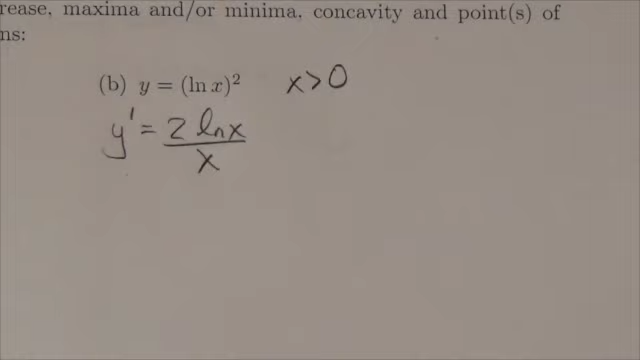 rease, maxima and/or minima, concavity and point(s) of
ns:
(b) y = (ln x)² x>0
y' = 2 ln x / x